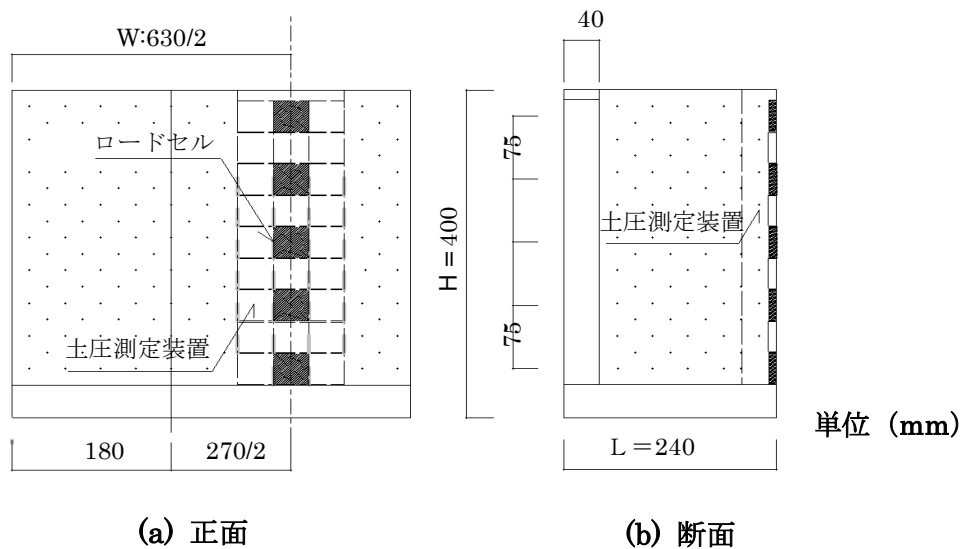 W:630/2
ロードセル
土圧測定装置
180
270/2
(a) 正面
40
75
75
H=400
土圧測定装置
L=240
単位 (mm)
(b) 断面